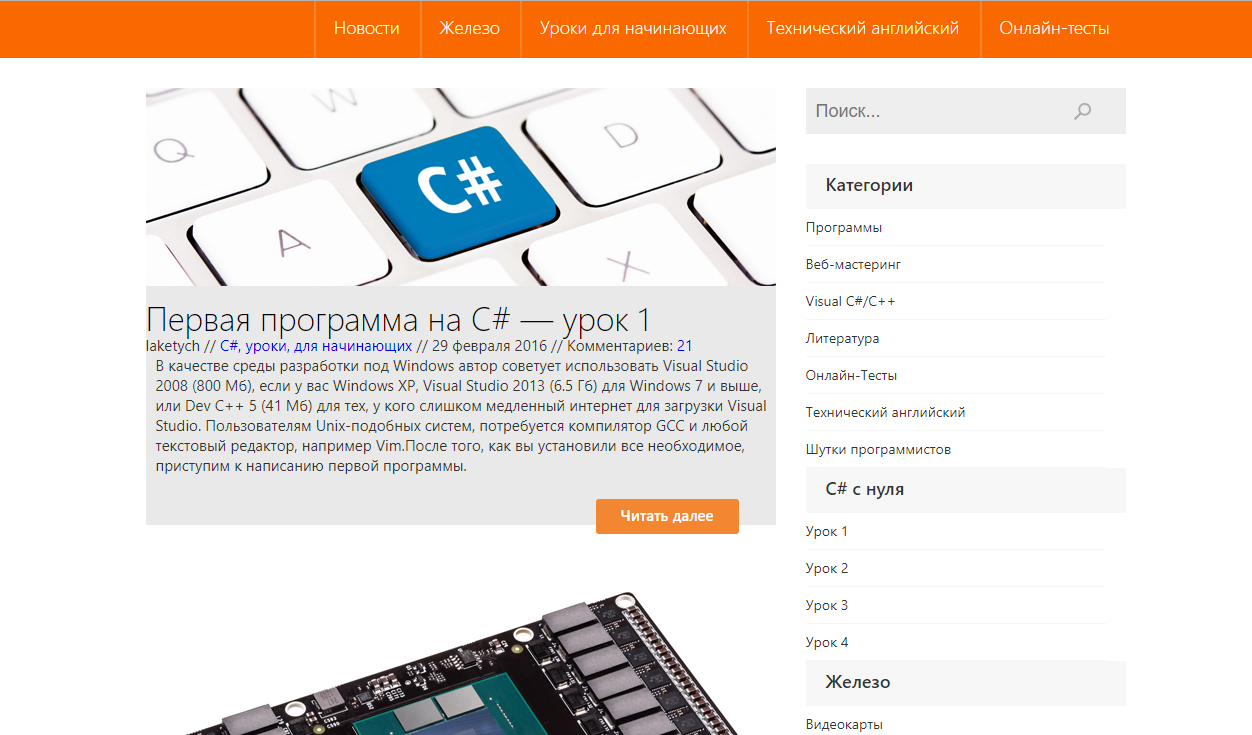 Новости
Железо
Уроки для начинающих
Технический английский
Онлайн-тесты
Q
W
D
C#
A
X
Первая программа на C# — урок 1
laketych // C#, уроки, для начинающих // 29 февраля 2016 // Комментариев: 21
В качестве среды разработки под Windows автор советует использовать Visual Studio
2008 (800 Мб), если у вас Windows XP, Visual Studio 2013 (6.5 Гб) для Windows 7 и выше,
или Dev C++ 5 (41 Мб) для тех, у кого слишком медленный интернет для загрузки Visual
Studio. Пользователям Unix-подобных систем, потребуется компилятор GCC и любой
текстовый редактор, например Vim.После того, как вы установили все необходимое,
приступим к написанию первой программы.
Читать далее
Поиск...
Категории
Программы
Веб-мастеринг
Visual C#/C++
Литература
Онлайн-Тесты
Технический английский
Шутки программистов
C# с нуля
Урок 1
Урок 2
Урок 3
Урок 4
Железо
Видеокарты